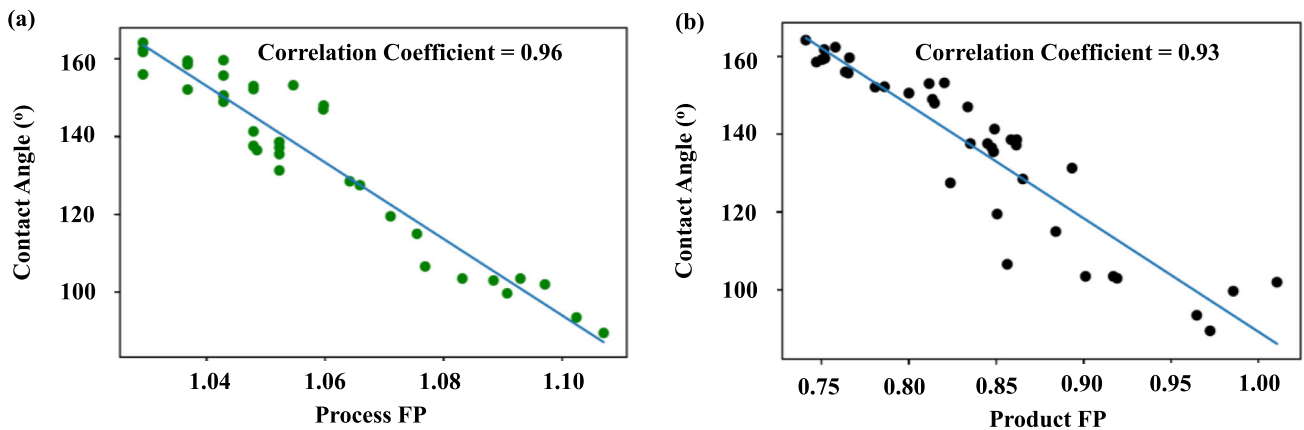 (a)
Correlation Coefficient = 0.96
160
140
120
100
Contact Angle (º)
1.04 1.06 1.08 1.10
Process FP
(b)
Correlation Coefficient = 0.93
160
140
120
100
Contact Angle (º)
0.75 0.80 0.85 0.90 0.95 1.00
Product FP